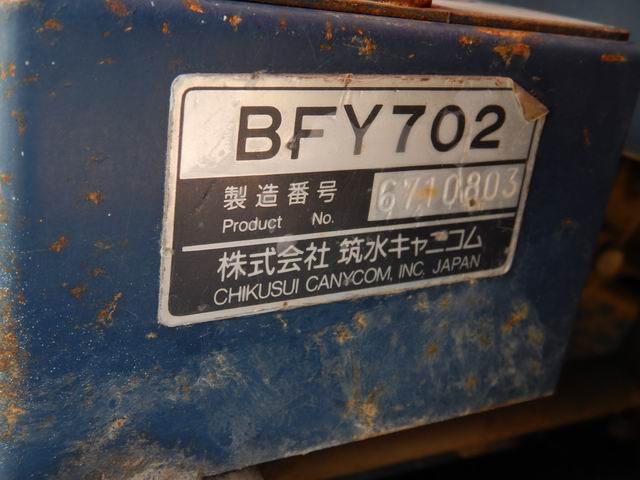 BFY702
製造番号 6710803
Product No.
株式会社 筑水キャニコム
CHIKUSUI CANYCOM, INC. JAPAN